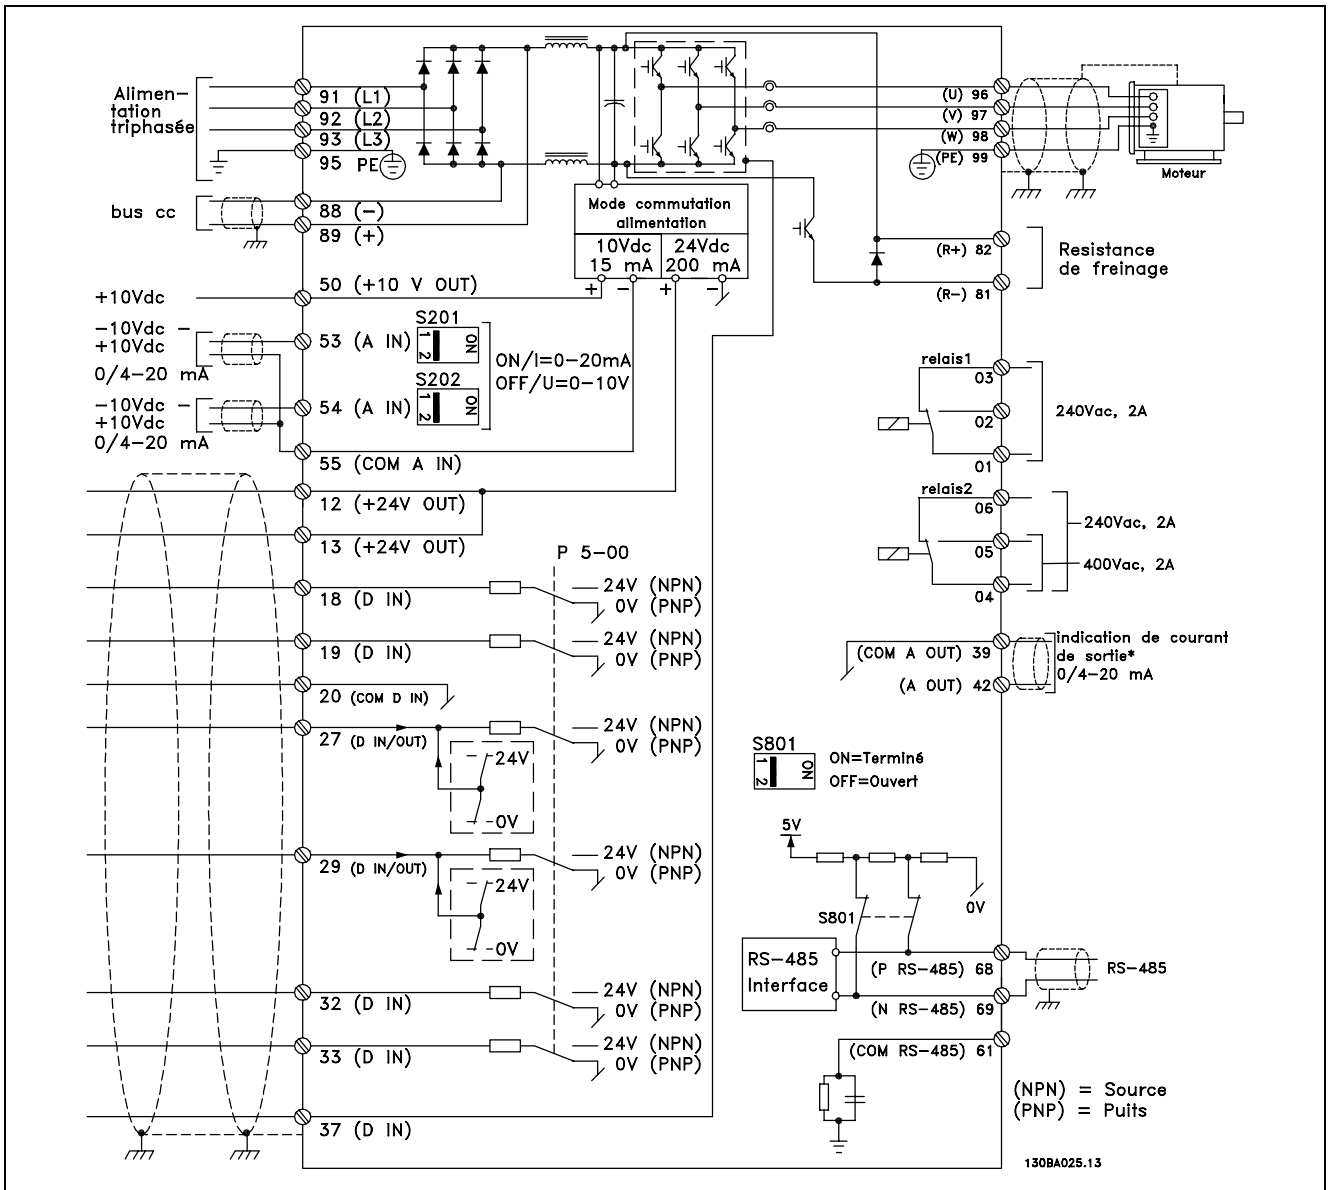 Alimen-
tation
triphasée
91 (L1)
92 (L2)
93 (L3)
95 PE
bus cc
88 (-)
89 (+)
+10Vdc
50 (+10 V OUT)
-10Vdc -
+10Vdc
0/4-20 mA
53 (A IN)
S201
1
2
ON
ON/I=0-20mA
OFF/U=0-10V
S202
1
2
ON
-10Vdc -
+10Vdc
0/4-20 mA
54 (A IN)
55 (COM A IN)
12 (+24V OUT)
13 (+24V OUT)
P 5-00
18 (D IN)
24V (NPN)
0V (PNP)
19 (D IN)
24V (NPN)
0V (PNP)
20 (COM D IN)
27 (D IN/OUT)
24V (NPN)
0V (PNP)
24V
0V
29 (D IN/OUT)
24V (NPN)
0V (PNP)
24V
0V
32 (D IN)
24V (NPN)
0V (PNP)
33 (D IN)
24V (NPN)
0V (PNP)
37 (D IN)
Mode commutation
alimentation
10Vdc
15 mA
24Vdc
200 mA
+ - + -
(U) 96
(V) 97
(W) 98
(PE) 99
Moteur
(R+) 82
(R-) 81
Resistance
de freinage
relais1
03
02
01
240Vac, 2A
relais2
06
05
04
240Vac, 2A
400Vac, 2A
(COM A OUT) 39
(A OUT) 42
indication de courant
de sortie*
0/4-20 mA
S801
1
2
ON
ON=Terminé
OFF=Ouvert
5V
0V
S801
RS-485
Interface
(P RS-485) 68
(N RS-485) 69
RS-485
(COM RS-485) 61
(NPN) = Source
(PNP) = Puits
130BA025.13